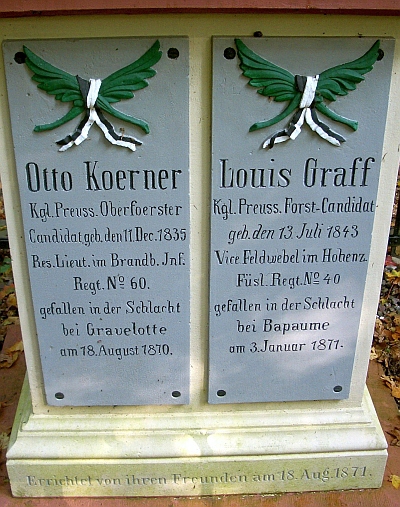 Otto Koerner
Kgl. Preuss. Oberfoerster
Candidat geb. den 11. Dec. 1835
Res. Lieut. im Brandb. Jnf.
Regt. No 60.
gefallen in der Schlacht
bei Gravelotte
am 18. August 1870.
Louis Graff
Kgl. Preuss. Forst-Candidat
geb. den 13. Juli 1843
Vice Feldwebel im Hohenz.
Füsl. Regt. No 40
gefallen in der Schlacht
bei Bapaume
am 3. Januar 1871.
Errichtet von ihren Freunden am 18. Aug. 1871.